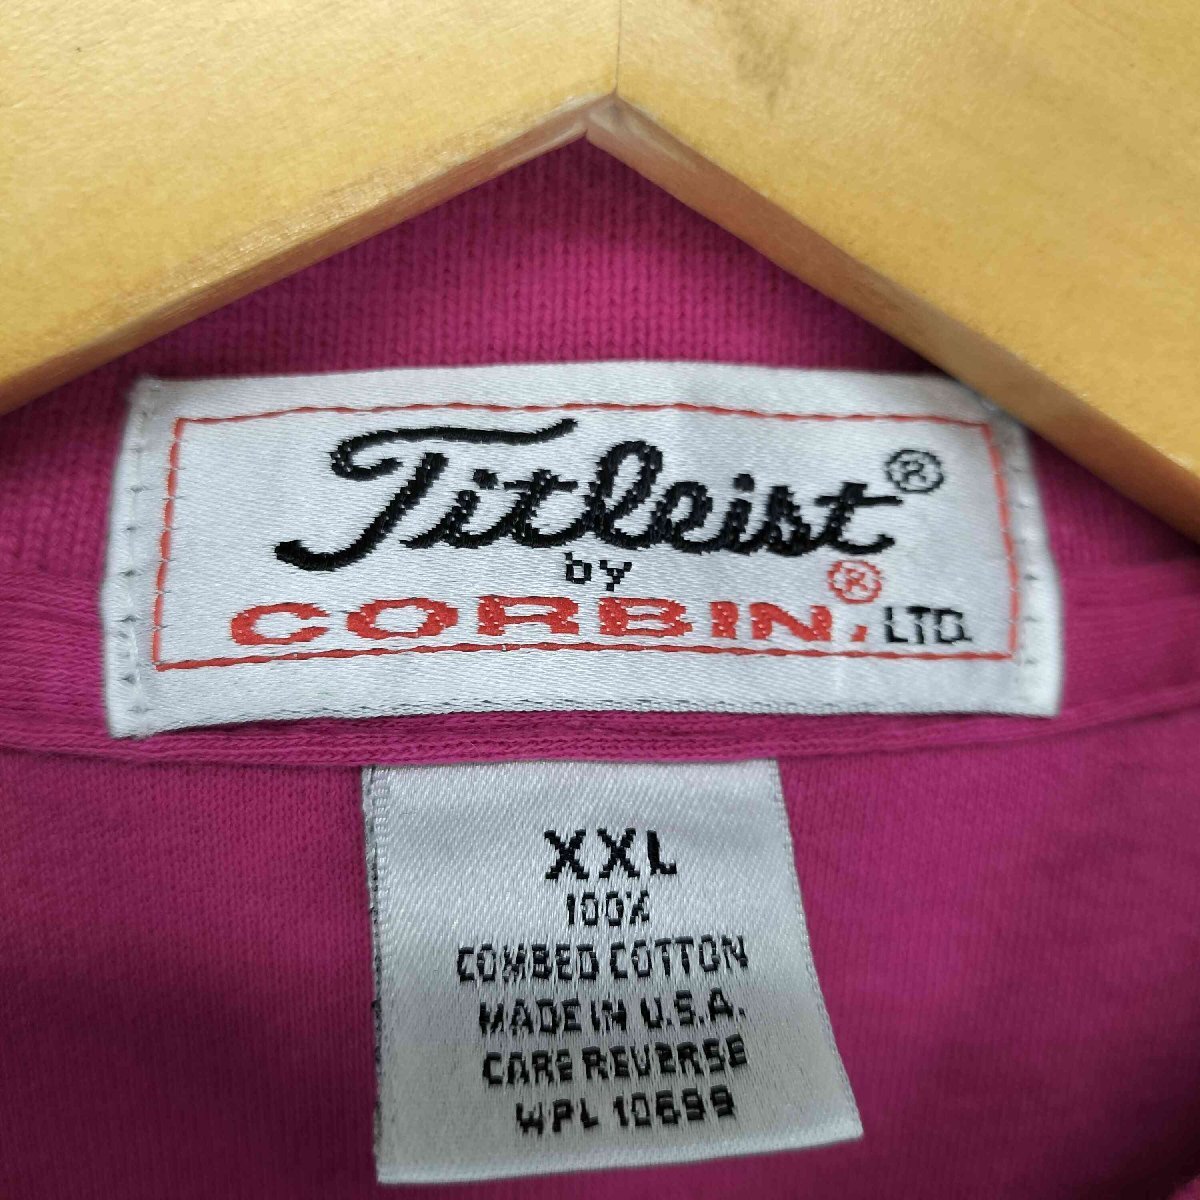 Titleist®
by
CORBIN,® LTD.
XXL
100%
COMBED COTTON
MADE IN U.S.A.
CARE REVERSE
WPL 10699